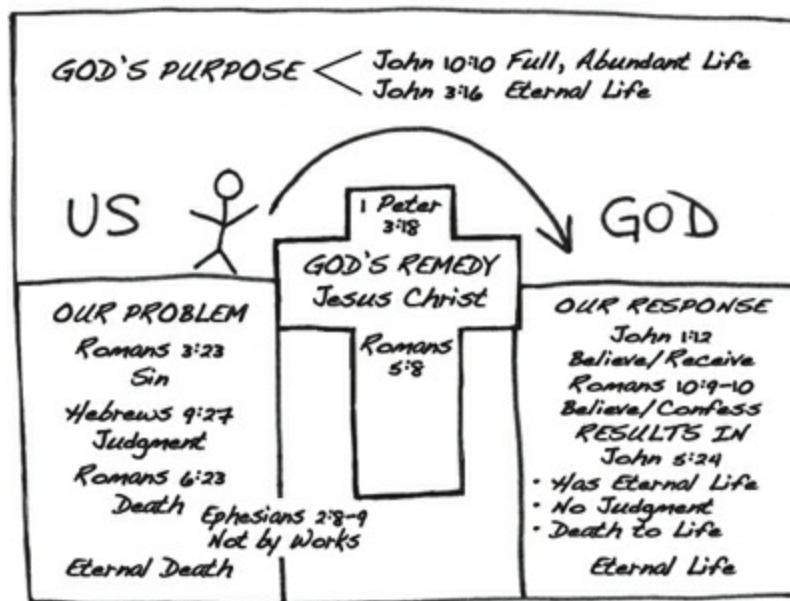 GOD'S PURPOSE
John 10:10 Full, Abundant Life
John 3:16 Eternal Life
US
GOD
1 Peter
3:18
GOD'S REMEDY
Jesus Christ
Romans
5:8
OUR PROBLEM
Romans 3:23
Sin
Hebrews 9:27
Judgment
Romans 6:23
Death
Ephesians 2:8-9
Not by Works
Eternal Death
OUR RESPONSE
John 1:12
Believe/Receive
Romans 10:9-10
Believe/Confess
RESULTS IN
John 5:24
• Has Eternal Life
• No Judgment
• Death to Life
Eternal Life